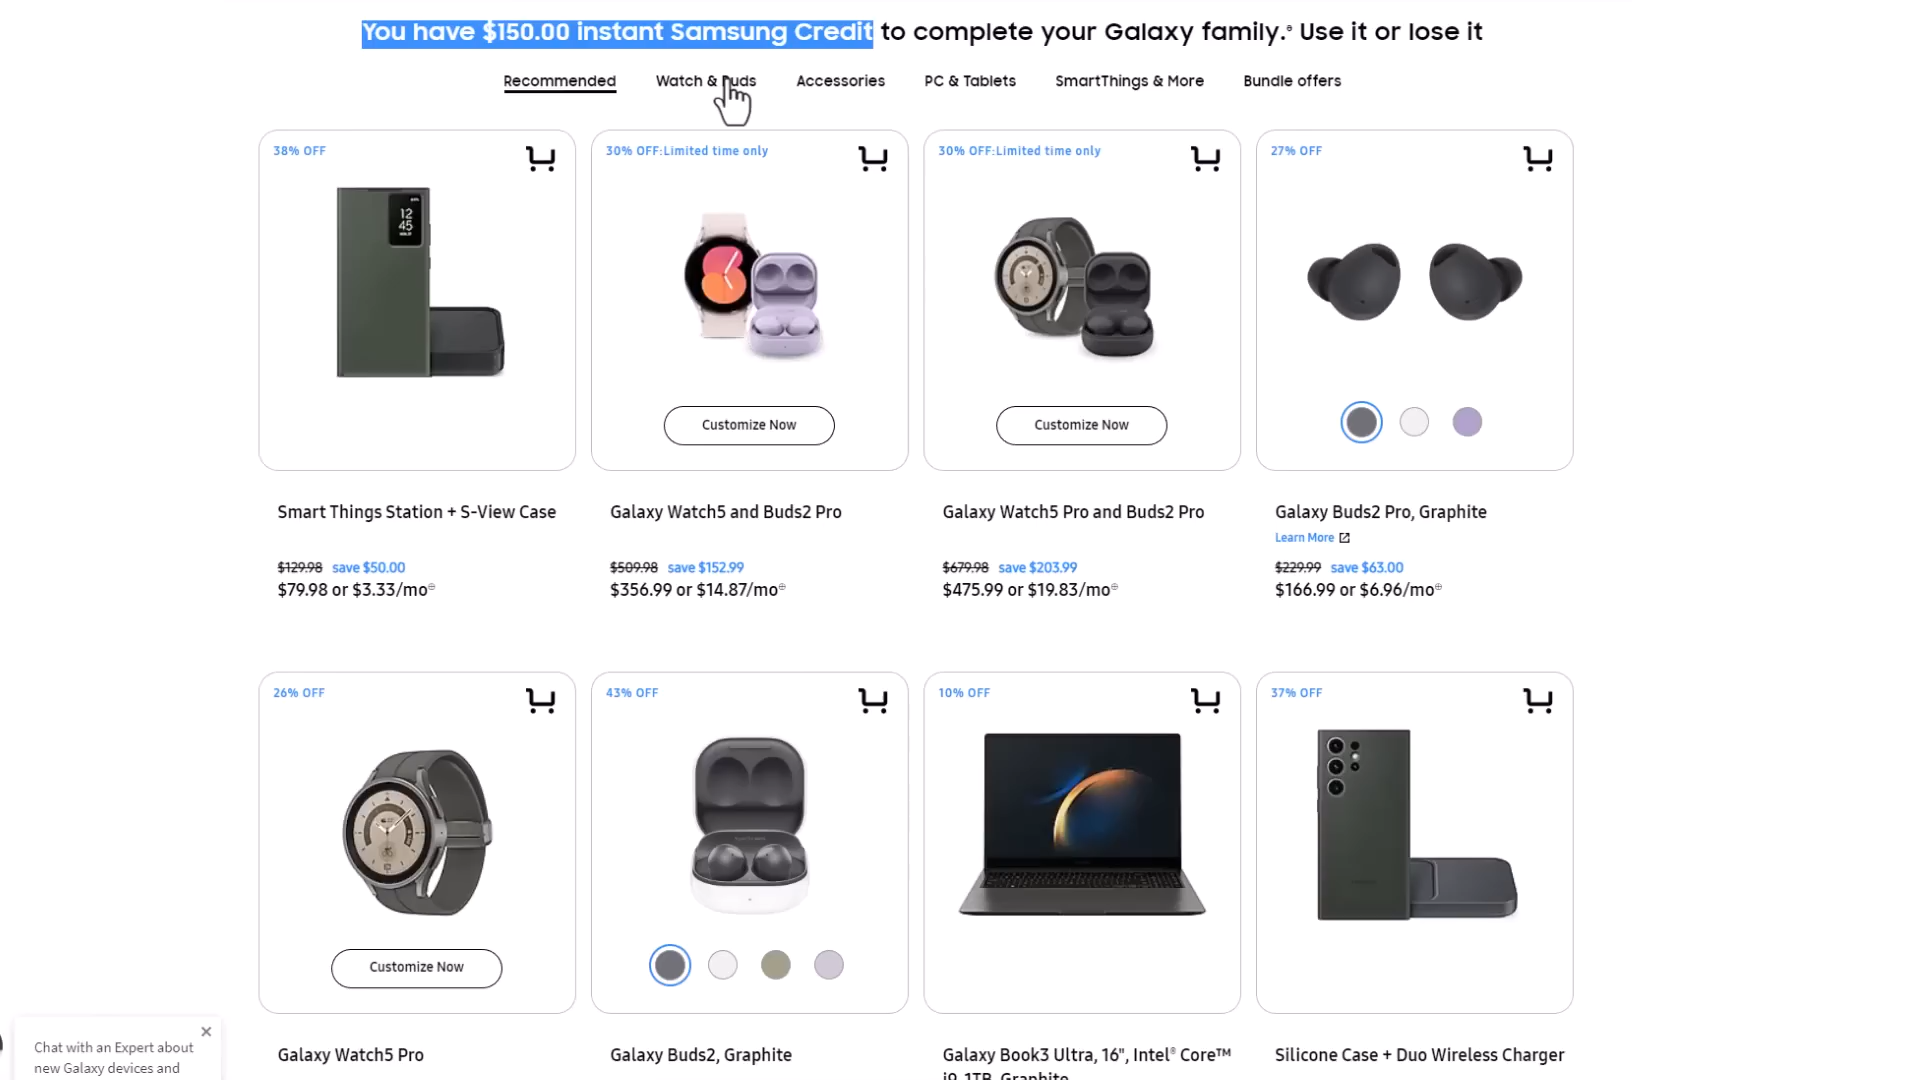 You have $150.00 instant Samsung Credit to complete your Galaxy family.° Use it or lose it
Recommended Watch & Buds Accessories PC & Tablets SmartThings & More Bundle offers
38% OFF
30% OFF:Limited time only
30% OFF:Limited time only
27% OFF
12
45
Customize Now
Customize Now
Smart Things Station + S-View Case
$129.98 save $50.00
$79.98 or $3.33/mo⊕
Galaxy Watch5 and Buds2 Pro
$509.98 save $152.99
$356.99 or $14.87/mo⊕
Galaxy Watch5 Pro and Buds2 Pro
$679.98 save $203.99
$475.99 or $19.83/mo⊕
Galaxy Buds2 Pro, Graphite
Learn More
$229.99 save $63.00
$166.99 or $6.96/mo⊕
26% OFF
43% OFF
10% OFF
37% OFF
Customize Now
Galaxy Watch5 Pro
Galaxy Buds2, Graphite
Galaxy Book3 Ultra, 16", Intel® Core™
i9, 1TB, Graphite
Silicone Case + Duo Wireless Charger
Chat with an Expert about
new Galaxy devices and